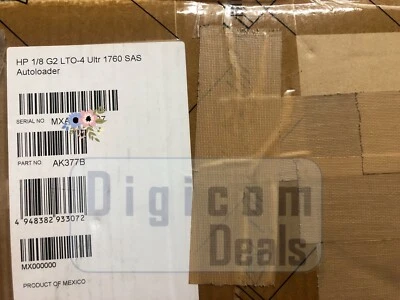 HP 1/8 G2 LTO-4 Ultr 1760 SAS
Autoloader
SERIAL NO
PART NO. AK377B
4 948382 933072
MX000000
PRODUCT OF MEXICO
Digicom
Deals